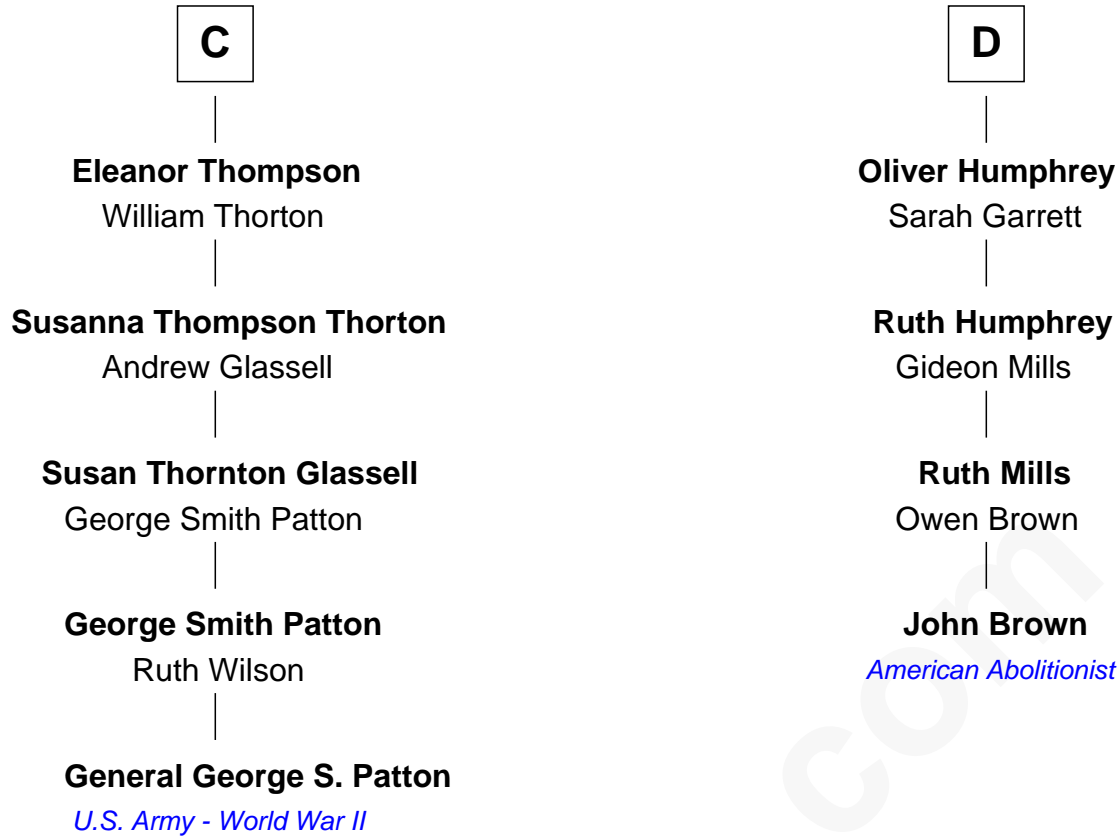 C
Eleanor Thompson
William Thorton
Susanna Thompson Thorton
Andrew Glassell
Susan Thornton Glassell
George Smith Patton
George Smith Patton
Ruth Wilson
General George S. Patton
U.S. Army - World War II
D
Oliver Humphrey
Sarah Garrett
Ruth Humphrey
Gideon Mills
Ruth Mills
Owen Brown
John Brown
American Abolitionist
com